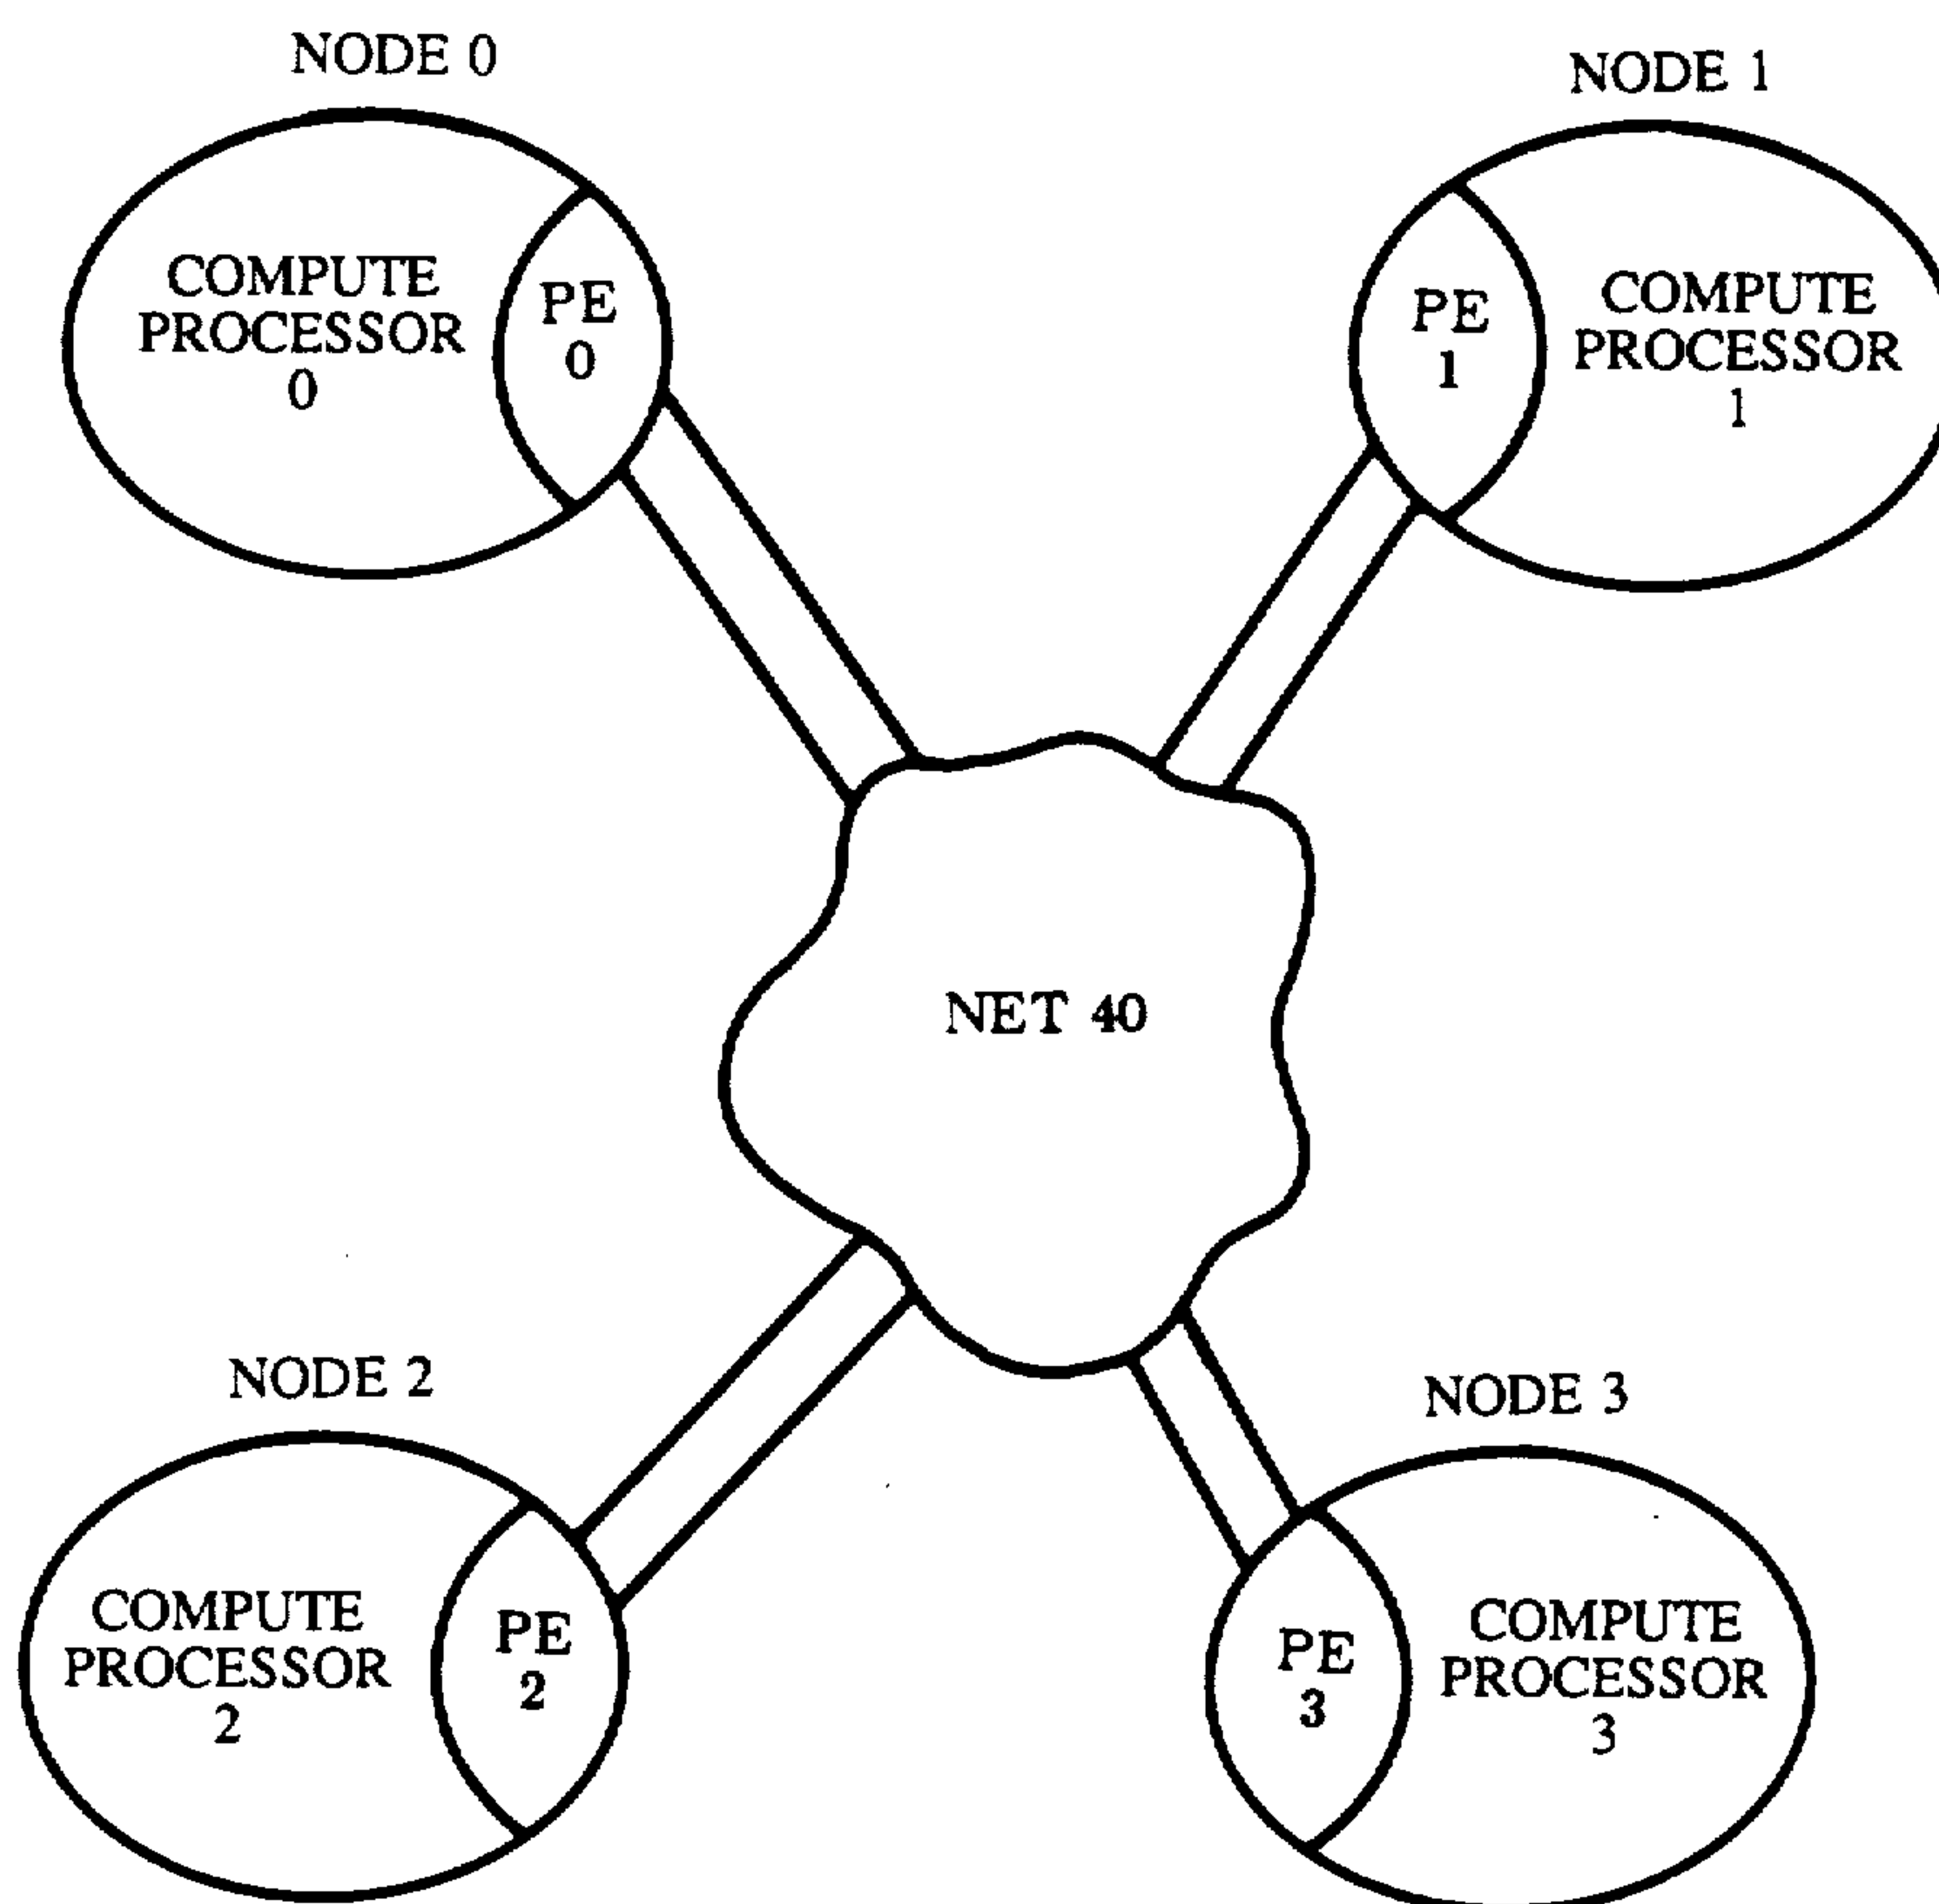 NODE 0
COMPUTE
PROCESSOR
0
PE
0
NODE 1
PE
1
COMPUTE
PROCESSOR
1
NET 40
NODE 2
COMPUTE
PROCESSOR
2
PE
2
NODE 3
PE
3
COMPUTE
PROCESSOR
3